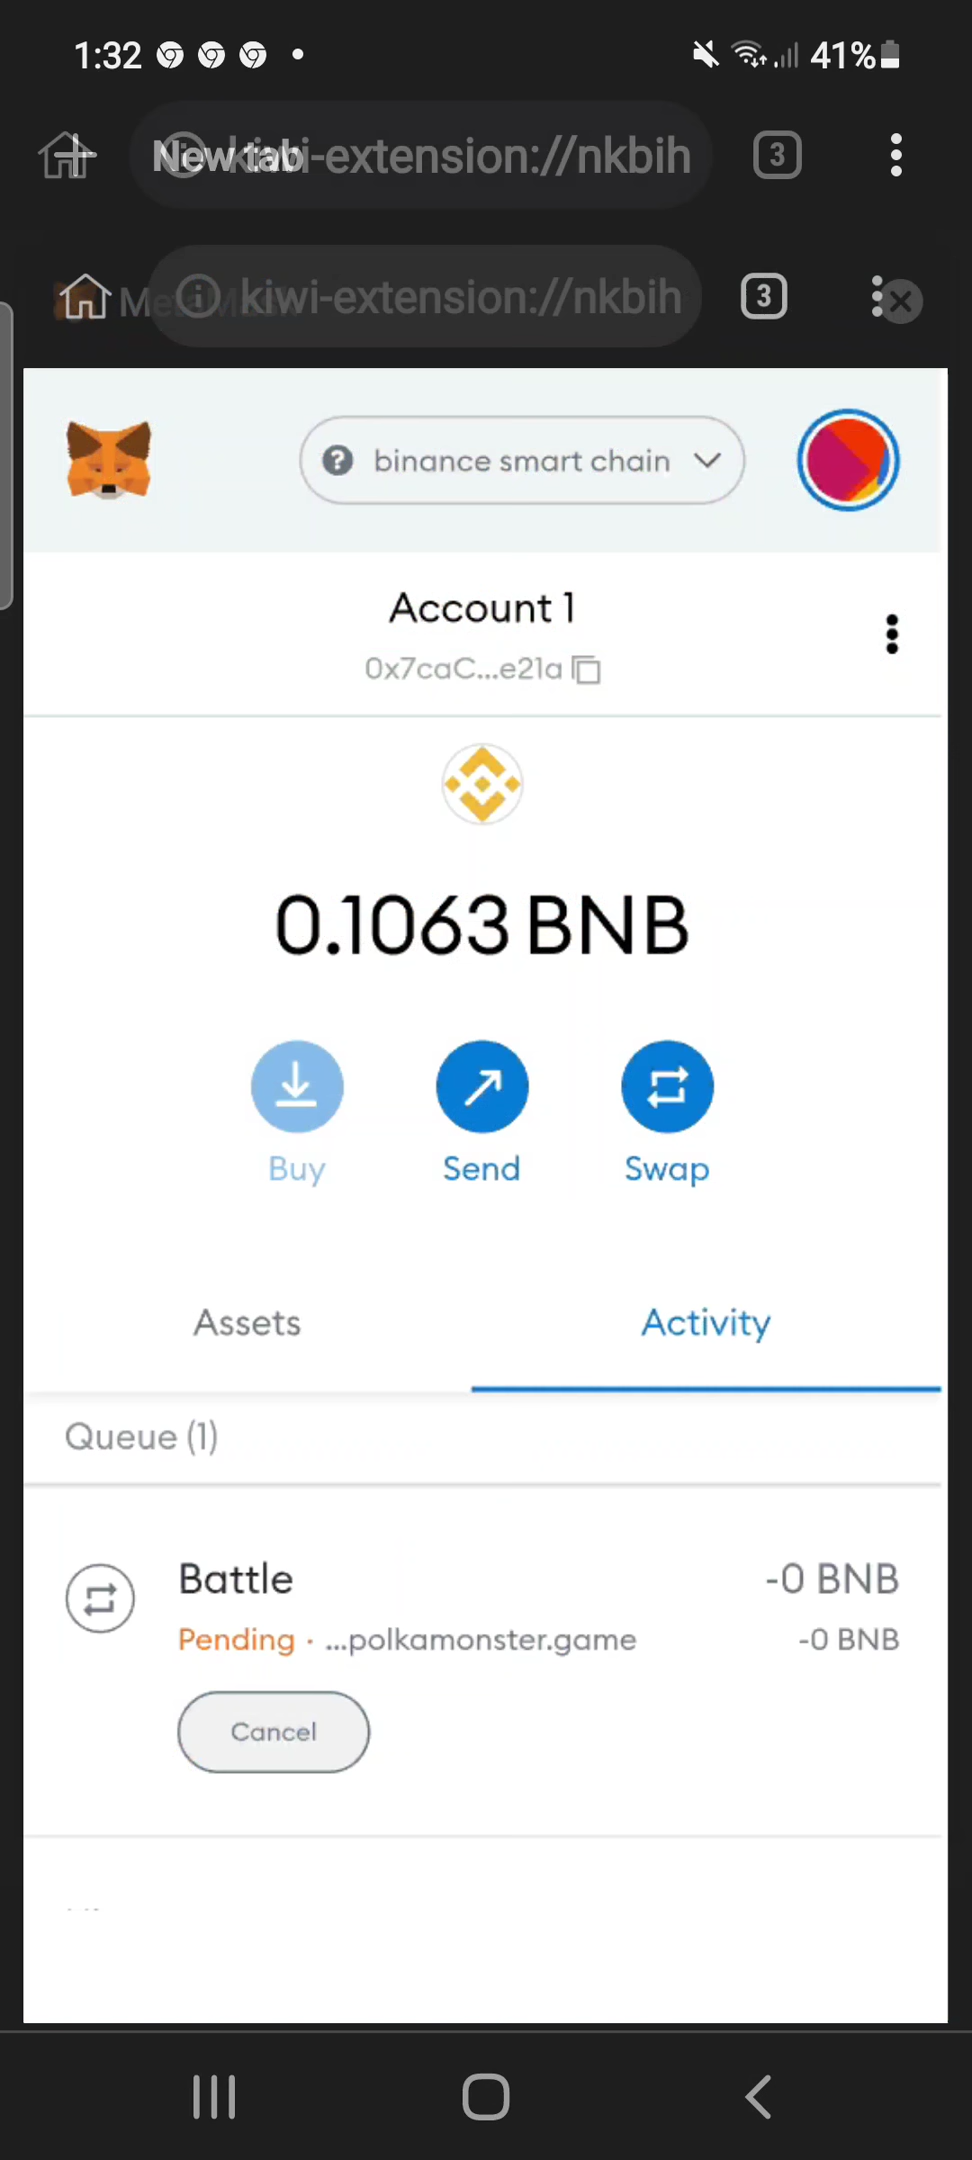 1:32
41%
New tab
kiwi-extension://nkbih
3
kiwi-extension://nkbih
3
binance smart chain
Account 1
0x7caC...e21a
0.1063 BNB
Buy
Send
Swap
Assets
Activity
Queue (1)
Battle
-0 BNB
Pending · ...polkamonster.game
-0 BNB
Cancel